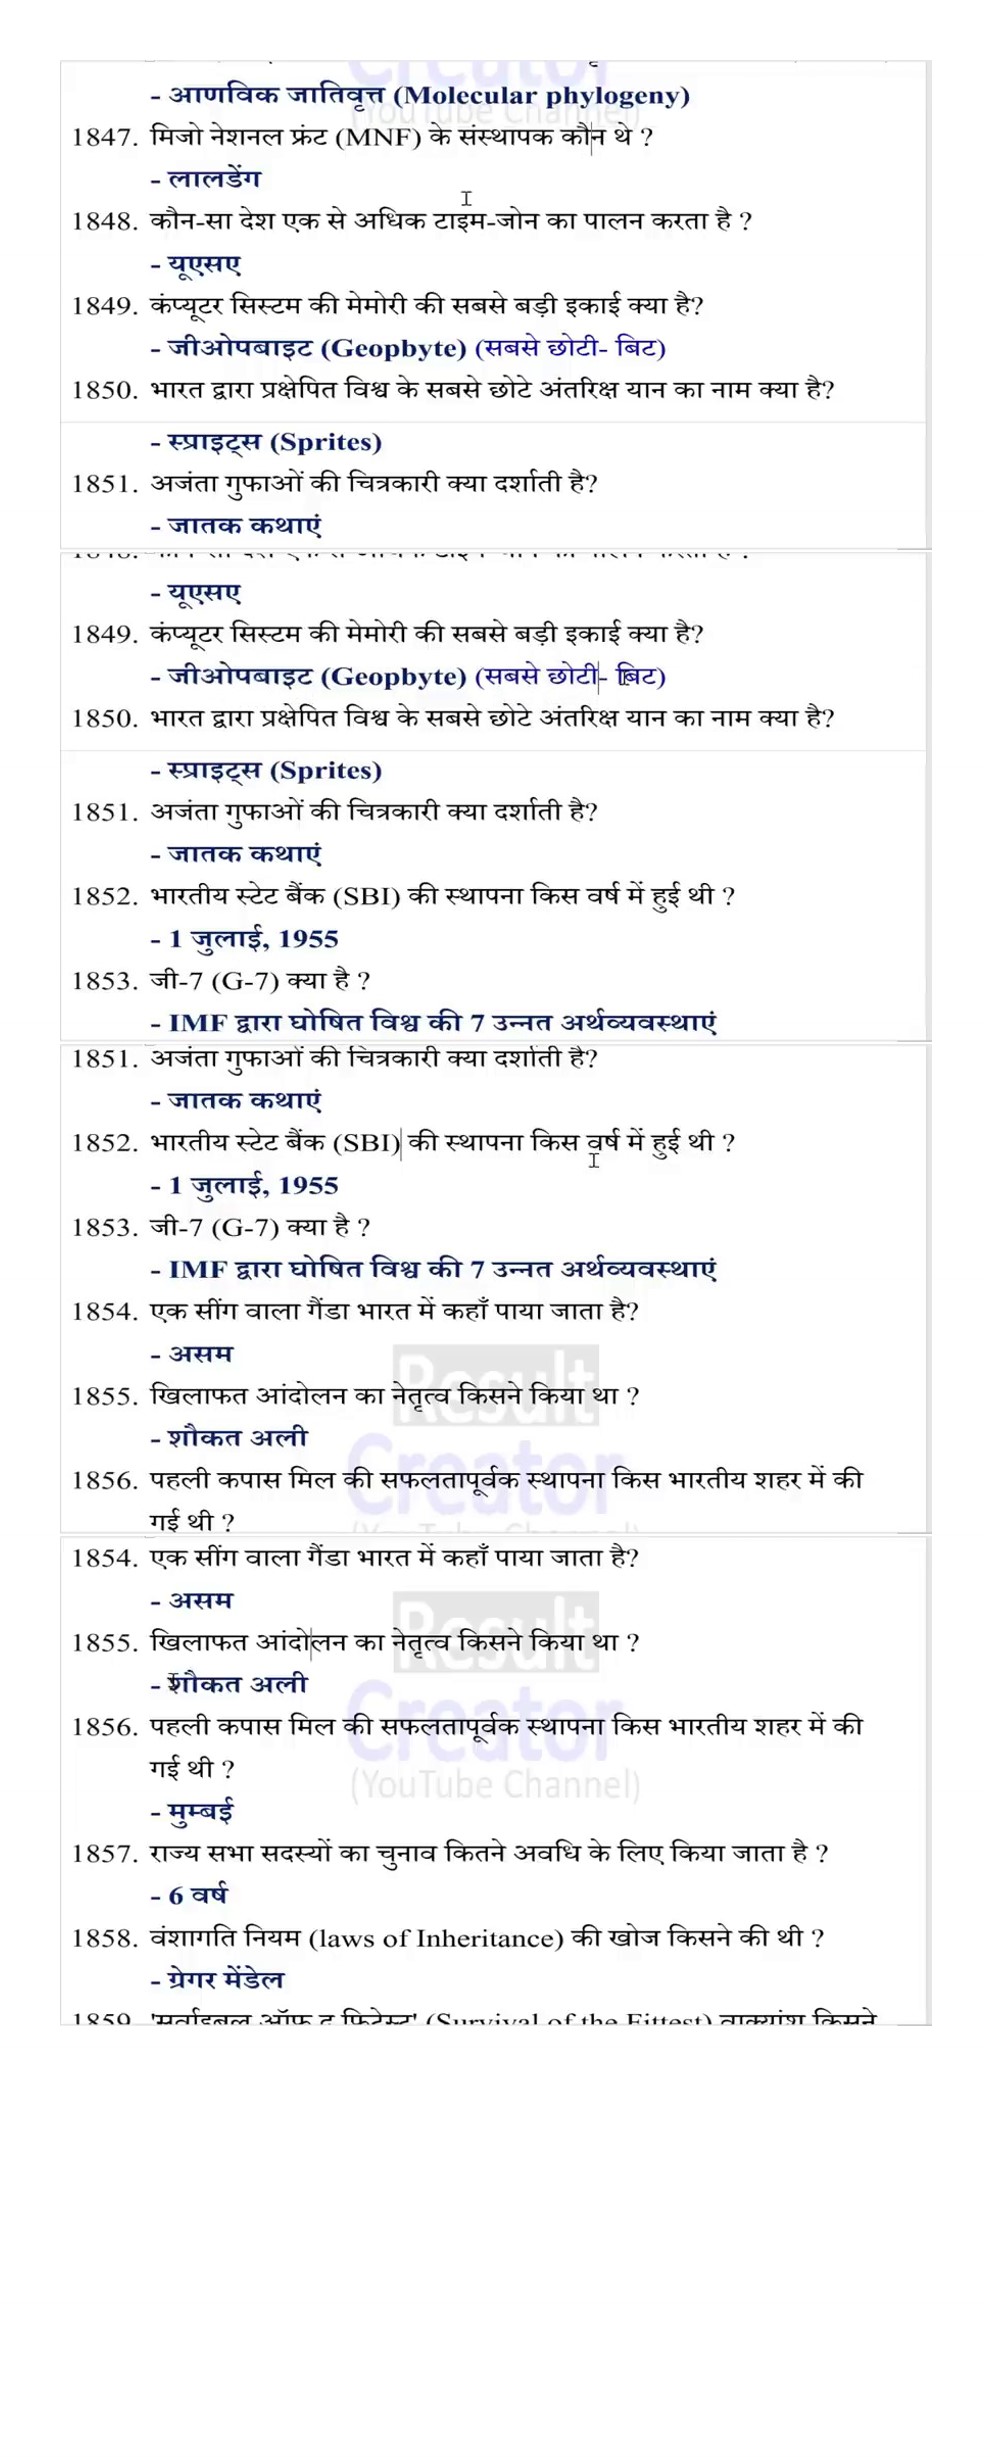 Creator
(YouTube Channel)
- आणविक जातिवृत्त (Molecular phylogeny)
1847. मिजो नेशनल फ्रंट (MNF) के संस्थापक कौन थे ?
- लालडेंग
1848. कौन-सा देश एक से अधिक टाइम-जोन का पालन करता है ?
- यूएसए
1849. कंप्यूटर सिस्टम की मेमोरी की सबसे बड़ी इकाई क्या है?
- जीओपबाइट (Geopbyte) (सबसे छोटी- बिट)
1850. भारत द्वारा प्रक्षेपित विश्व के सबसे छोटे अंतरिक्ष यान का नाम क्या है?
- स्प्राइट्स (Sprites)
1851. अजंता गुफाओं की चित्रकारी क्या दर्शाती है?
- जातक कथाएं
- यूएसए
1849. कंप्यूटर सिस्टम की मेमोरी की सबसे बड़ी इकाई क्या है?
- जीओपबाइट (Geopbyte) (सबसे छोटी- बिट)
1850. भारत द्वारा प्रक्षेपित विश्व के सबसे छोटे अंतरिक्ष यान का नाम क्या है?
- स्प्राइट्स (Sprites)
1851. अजंता गुफाओं की चित्रकारी क्या दर्शाती है?
- जातक कथाएं
1852. भारतीय स्टेट बैंक (SBI) की स्थापना किस वर्ष में हुई थी ?
- 1 जुलाई, 1955
1853. जी-7 (G-7) क्या है ?
- IMF द्वारा घोषित विश्व की 7 उन्नत अर्थव्यवस्थाएं
1851. अजंता गुफाओं की चित्रकारी क्या दर्शाती है?
- जातक कथाएं
1852. भारतीय स्टेट बैंक (SBI) की स्थापना किस वर्ष में हुई थी ?
- 1 जुलाई, 1955
1853. जी-7 (G-7) क्या है ?
- IMF द्वारा घोषित विश्व की 7 उन्नत अर्थव्यवस्थाएं
1854. एक सींग वाला गैंडा भारत में कहाँ पाया जाता है?
- असम
Result
1855. खिलाफत आंदोलन का नेतृत्व किसने किया था ?
- शौकत अली
Creator
1856. पहली कपास मिल की सफलतापूर्वक स्थापना किस भारतीय शहर में की
गई थी ?
1854. एक सींग वाला गैंडा भारत में कहाँ पाया जाता है?
- असम
Result
1855. खिलाफत आंदोलन का नेतृत्व किसने किया था ?
- शौकत अली
Creator
1856. पहली कपास मिल की सफलतापूर्वक स्थापना किस भारतीय शहर में की
गई थी ?
(YouTube Channel)
- मुम्बई
1857. राज्य सभा सदस्यों का चुनाव कितने अवधि के लिए किया जाता है ?
- 6 वर्ष
1858. वंशागति नियम (laws of Inheritance) की खोज किसने की थी ?
- ग्रेगर मेंडेल
1859. 'सर्वाइबल ऑफ द फिटेस्ट' (Survival of the Fittest) वाक्यांश किसने